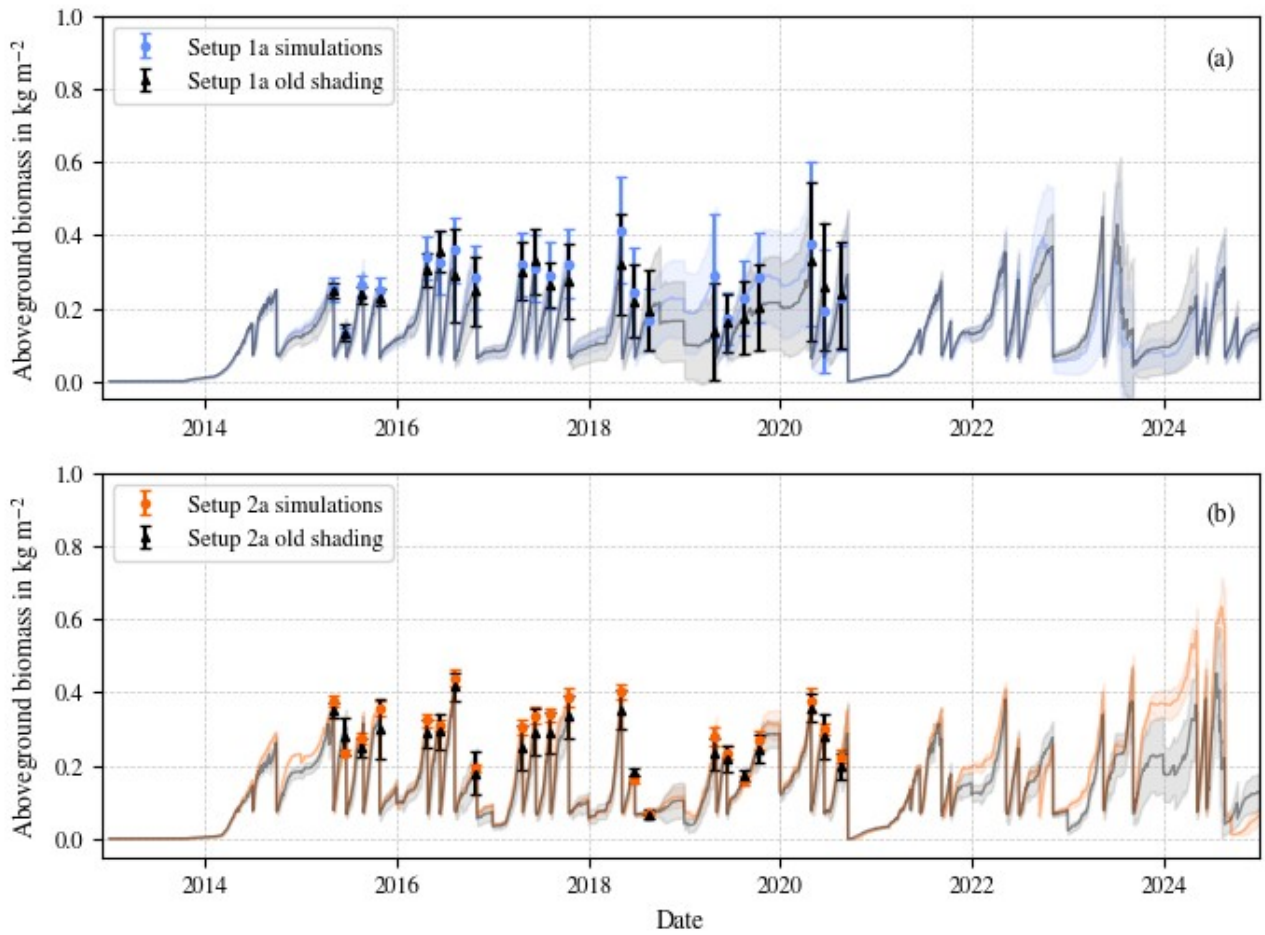 1.0
0.8
0.6
0.4
0.2
0.0
Aboveground biomass in kg m⁻²
Setup 1a simulations
Setup 1a old shading
(a)
2014 2016 2018 2020 2022 2024
1.0
0.8
0.6
0.4
0.2
0.0
Aboveground biomass in kg m⁻²
Setup 2a simulations
Setup 2a old shading
(b)
2014 2016 2018 2020 2022 2024
Date